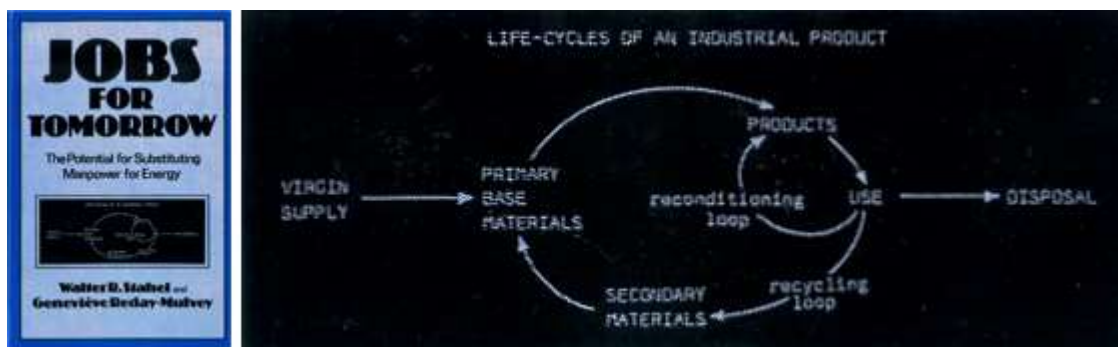 JOBS
FOR
TOMORROW
The Potential for Substituting
Manpower for Energy
Walter R. Stahel and
Geneviève Reday-Mulvey
LIFE-CYCLES OF AN INDUSTRIAL PRODUCT
PRODUCTS
VIRGIN
SUPPLY
PRIMARY
BASE
MATERIALS
reconditioning
loop
USE
DISPOSAL
recycling
loop
SECONDARY
MATERIALS